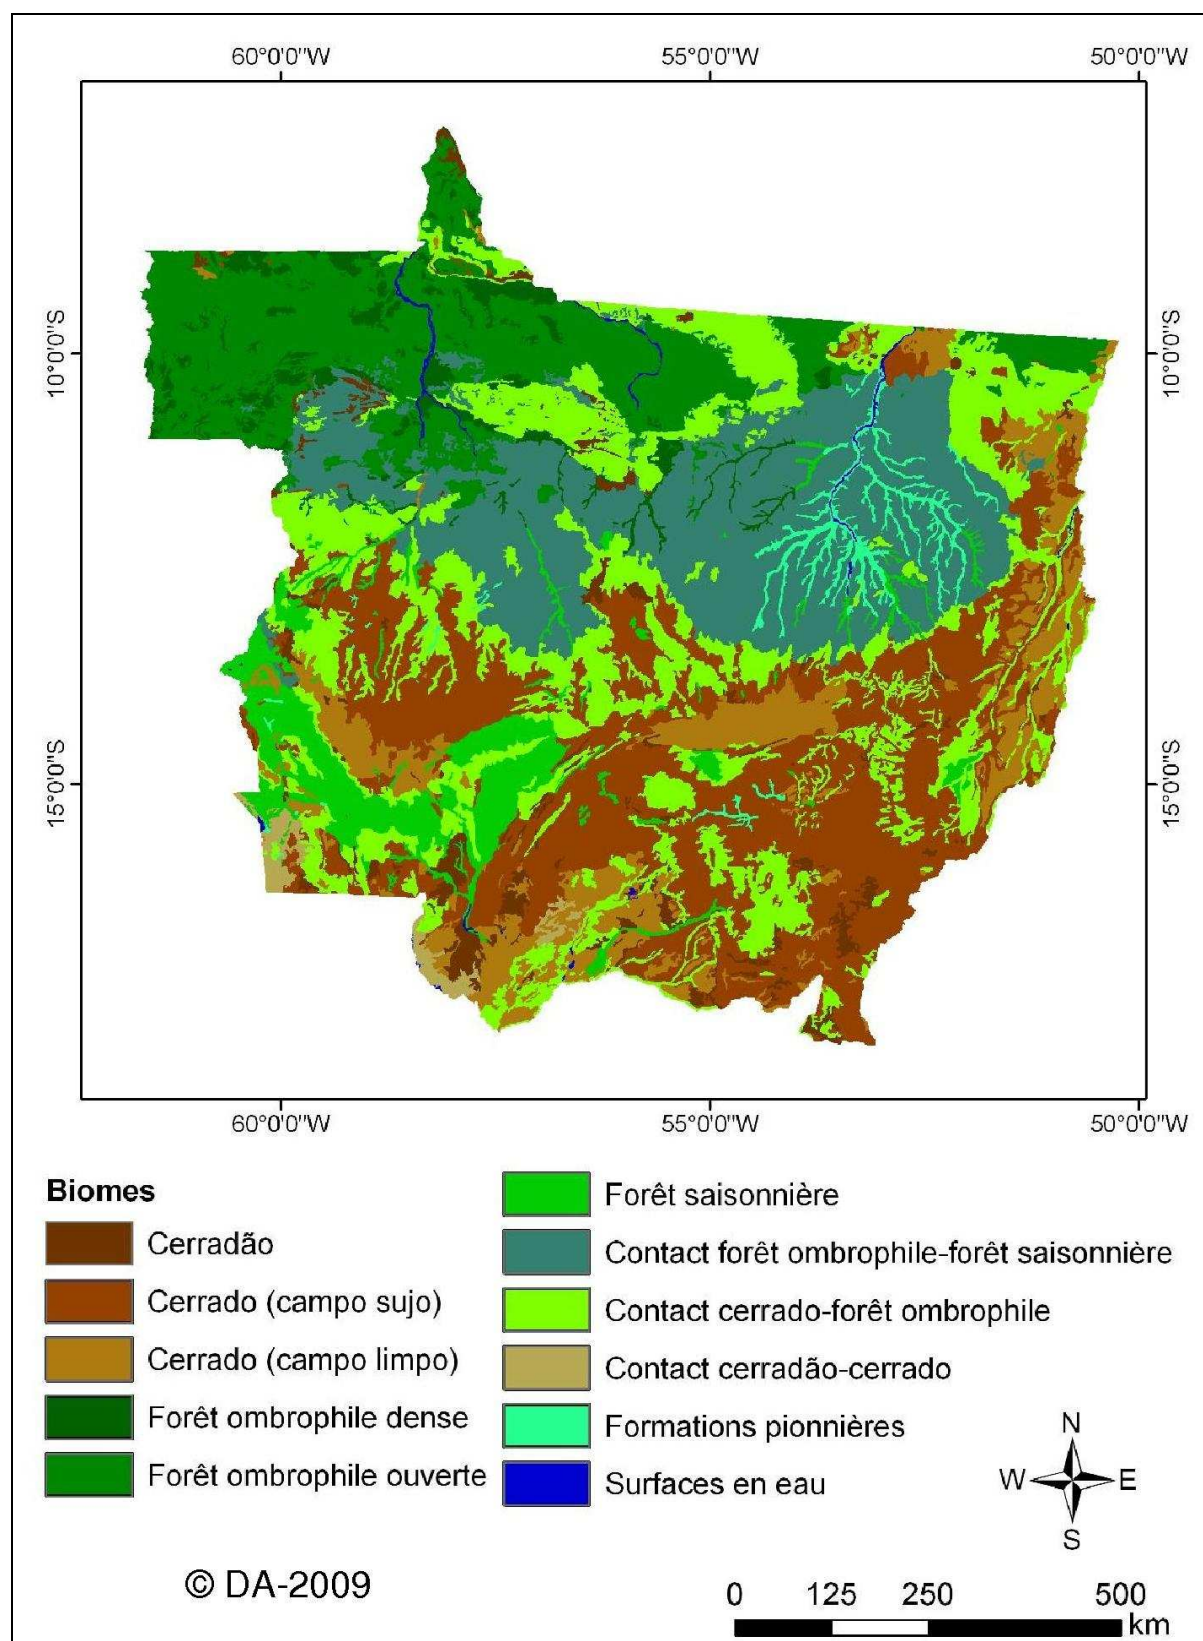 60°0'0"W 55°0'0"W 50°0'0"W
10°0'0"S 10°0'0"S
15°0'0"S 15°0'0"S
60°0'0"W 55°0'0"W 50°0'0"W
Biomes
Cerradão
Cerrado (campo sujo)
Cerrado (campo limpo)
Forêt ombrophile dense
Forêt ombrophile ouverte
Forêt saisonnière
Contact forêt ombrophile-forêt saisonnière
Contact cerrado-forêt ombrophile
Contact cerradão-cerrado
Formations pionnières
Surfaces en eau
N
W E
S
© DA-2009
0 125 250 500
km